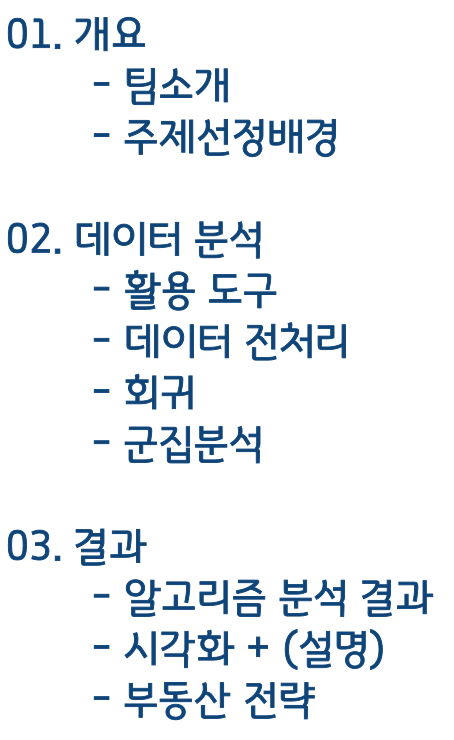 01. 개요
- 팀소개
- 주제선정배경
02. 데이터 분석
- 활용 도구
- 데이터 전처리
- 회귀
- 군집분석
03. 결과
- 알고리즘 분석 결과
- 시각화 + (설명)
- 부동산 전략